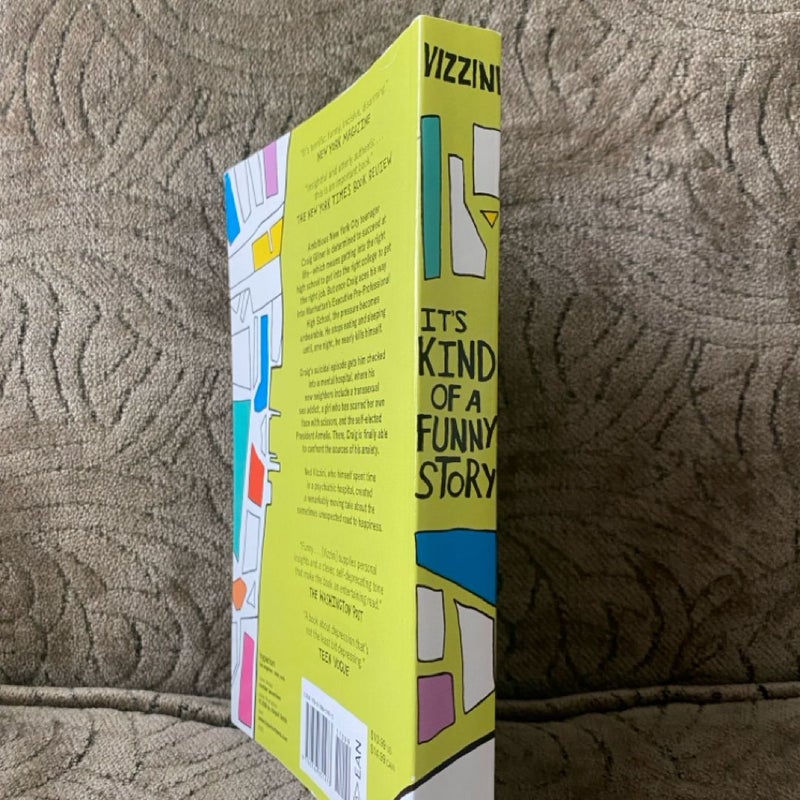 VIZZINI
IT'S
KIND
OF A
FUNNY
STORY
"It's terrific, funny, incisive, disarming."
NEW YORK MAGAZINE
"Insightful and utterly authentic . . .
this is an important book."
THE NEW YORK TIMES BOOK REVIEW
Ambitious New York City teenager
Craig Gilner is determined to succeed at
life—which means getting into the right
high school to get into the right college to get
the right job. But once Craig aces his way
into Manhattan's Executive Pre-Professional
High School, the pressure becomes
unbearable. He stops eating and sleeping
until, one night, he nearly kills himself.
Craig's suicidal episode gets him checked
into a mental hospital, where his
new neighbors include a transsexual
sex addict, a girl who has scarred her own
face with scissors, and the self-elected
President Armelio. There, Craig is finally able
to confront the sources of his anxiety.
Ned Vizzini, who himself spent time
in a psychiatric hospital, created
a remarkably moving tale about the
sometimes unexpected road to happiness.
"Funny . . . [Vizzini] supplies personal
insights and a clever, self-deprecating tone
that make the book an entertaining read."
THE WASHINGTON POST
"A book about depression that's
not the least bit depressing."
TEEN VOGUE
EAN